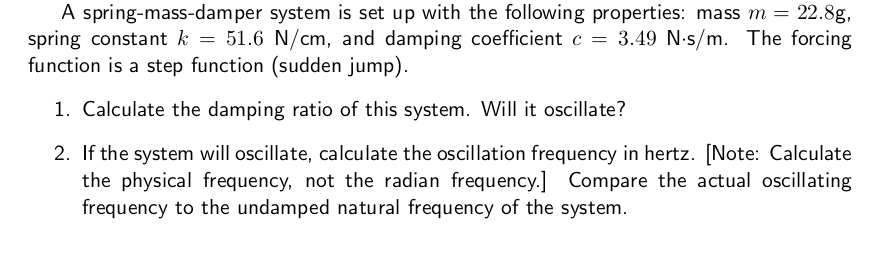 A spring-mass-damper system is set up with the following properties: mass m = 22.8g,
spring constant k = 51.6 N/cm, and damping coefficient c = 3.49 N·s/m. The forcing
function is a step function (sudden jump).
1. Calculate the damping ratio of this system. Will it oscillate?
2. If the system will oscillate, calculate the oscillation frequency in hertz. [Note: Calculate
the physical frequency, not the radian frequency.] Compare the actual oscillating
frequency to the undamped natural frequency of the system.